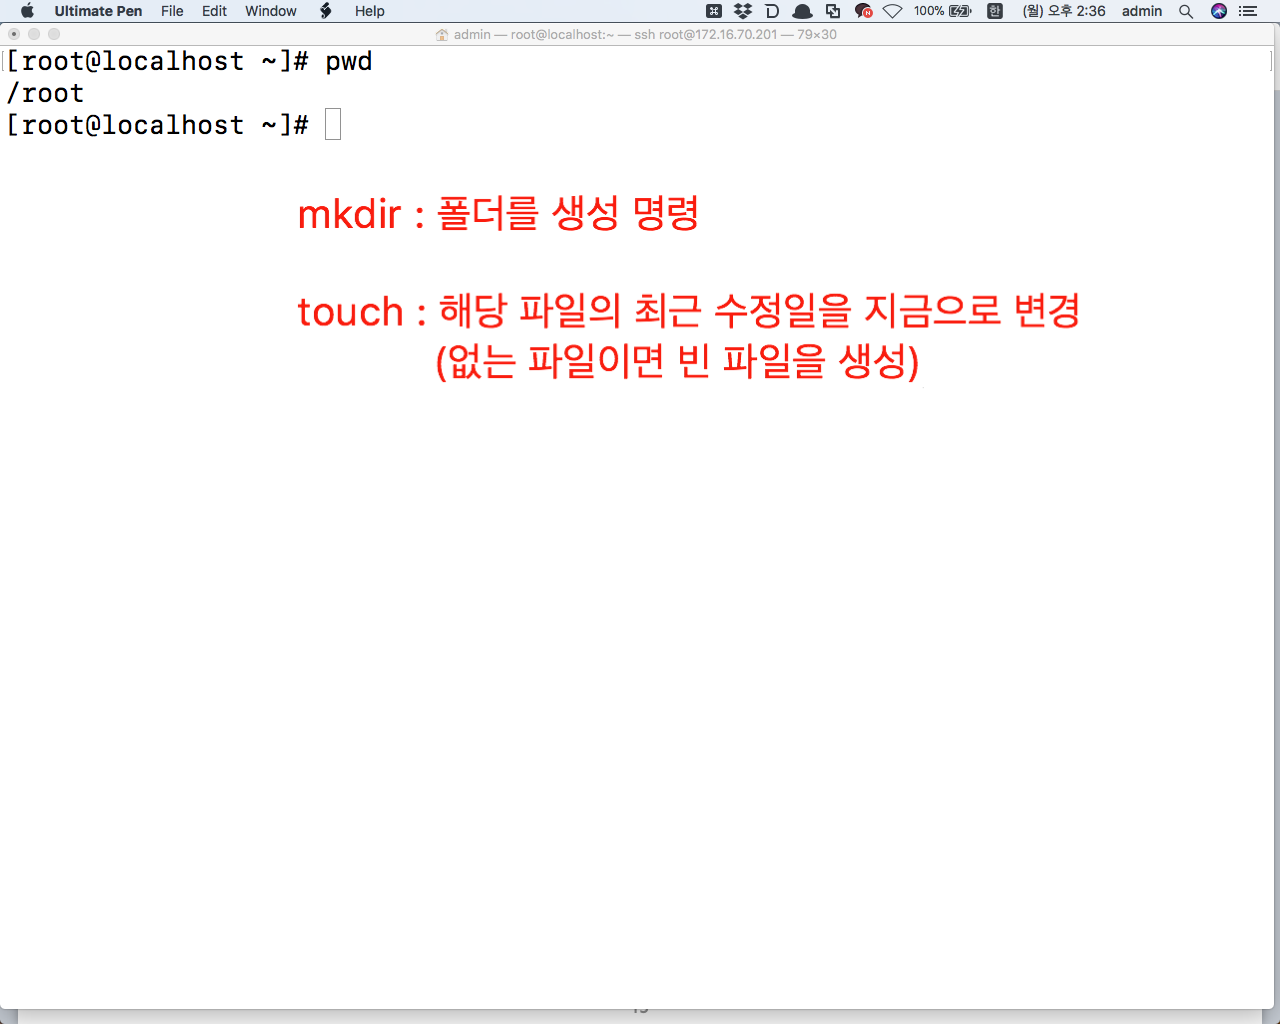 Ultimate Pen File Edit Window Help 100% 한 (월) 오후 2:36 admin
admin — root@localhost:~ — ssh root@172.16.70.201 — 79×30
[root@localhost ~]# pwd
/root
[root@localhost ~]#
mkdir : 폴더를 생성 명령
touch : 해당 파일의 최근 수정일을 지금으로 변경
(없는 파일이면 빈 파일을 생성)